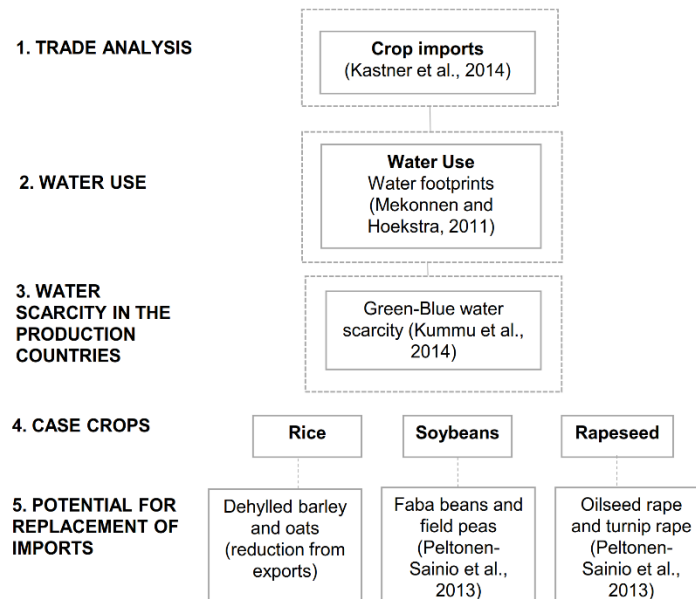 1. TRADE ANALYSIS
Crop imports
(Kastner et al., 2014)
2. WATER USE
Water Use
Water footprints
(Mekonnen and
Hoekstra, 2011)
3. WATER
SCARCITY IN THE
PRODUCTION
COUNTRIES
Green-Blue water
scarcity (Kummu et al.,
2014)
4. CASE CROPS
Rice
Soybeans
Rapeseed
5. POTENTIAL FOR
REPLACEMENT OF
IMPORTS
Dehylled barley
and oats
(reduction from
exports)
Faba beans and
field peas
(Peltonen-
Sainio et al.,
2013)
Oilseed rape
and turnip rape
(Peltonen-
Sainio et al.,
2013)